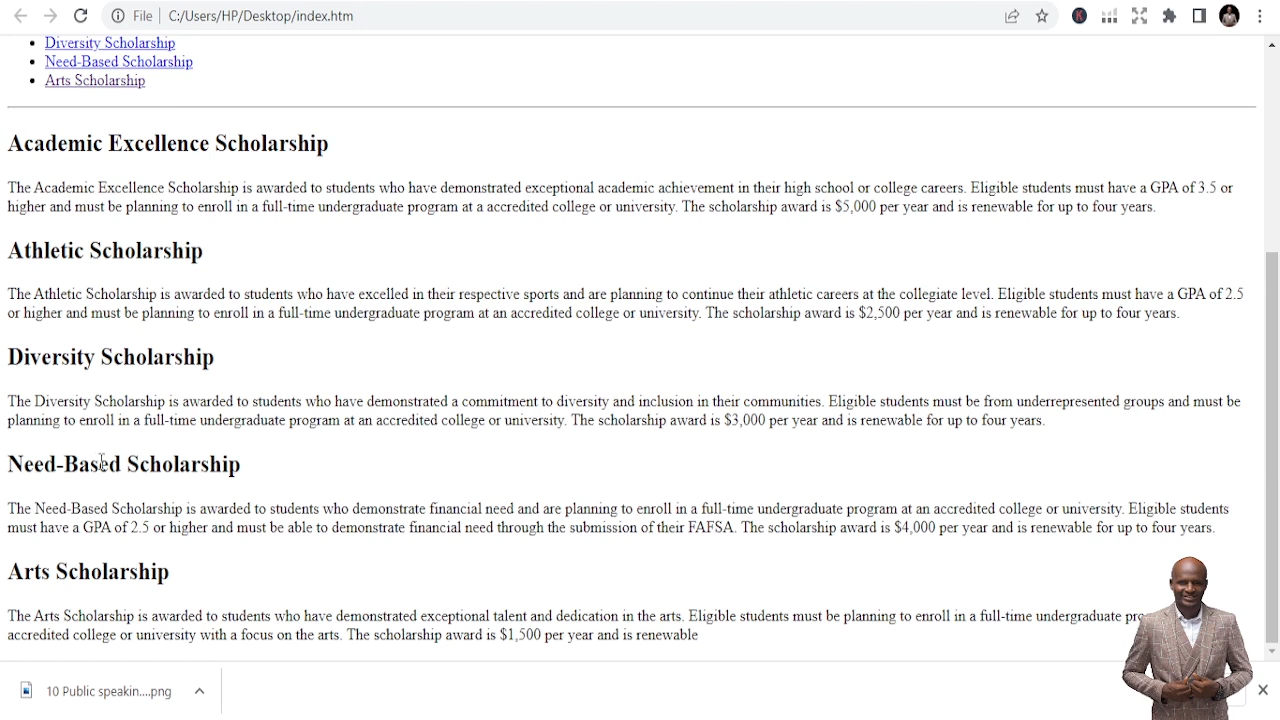 File
C:/Users/HP/Desktop/index.htm
Diversity Scholarship
Need-Based Scholarship
Arts Scholarship
Academic Excellence Scholarship
The Academic Excellence Scholarship is awarded to students who have demonstrated exceptional academic achievement in their high school or college careers. Eligible students must have a GPA of 3.5 or
higher and must be planning to enroll in a full-time undergraduate program at a accredited college or university. The scholarship award is $5,000 per year and is renewable for up to four years.
Athletic Scholarship
The Athletic Scholarship is awarded to students who have excelled in their respective sports and are planning to continue their athletic careers at the collegiate level. Eligible students must have a GPA of 2.5
or higher and must be planning to enroll in a full-time undergraduate program at an accredited college or university. The scholarship award is $2,500 per year and is renewable for up to four years.
Diversity Scholarship
The Diversity Scholarship is awarded to students who have demonstrated a commitment to diversity and inclusion in their communities. Eligible students must be from underrepresented groups and must be
planning to enroll in a full-time undergraduate program at an accredited college or university. The scholarship award is $3,000 per year and is renewable for up to four years.
Need-Based Scholarship
The Need-Based Scholarship is awarded to students who demonstrate financial need and are planning to enroll in a full-time undergraduate program at an accredited college or university. Eligible students
must have a GPA of 2.5 or higher and must be able to demonstrate financial need through the submission of their FAFSA. The scholarship award is $4,000 per year and is renewable for up to four years.
Arts Scholarship
The Arts Scholarship is awarded to students who have demonstrated exceptional talent and dedication in the arts. Eligible students must be planning to enroll in a full-time undergraduate
accredited college or university with a focus on the arts. The scholarship award is $1,500 per year and is renewable
10 Public speakin....png